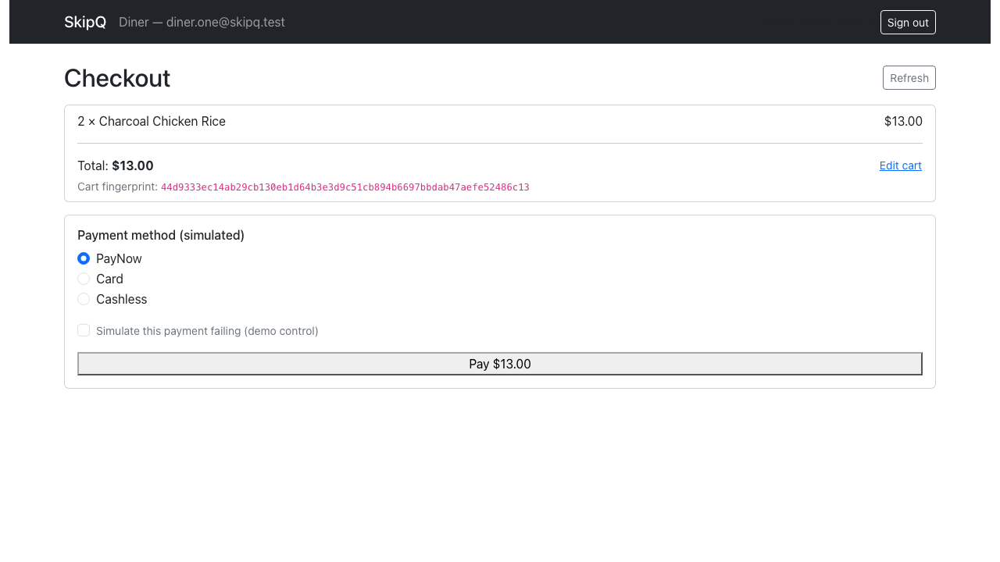 SkipQ Diner — diner.one@skipq.test Sign out
Checkout Refresh
2 × Charcoal Chicken Rice $13.00
Total: $13.00 Edit cart
Cart fingerprint: 44d9333ec14ab29cb130eb1d64b3e3d9c51cb894b6697bbdab47aefe52486c13
Payment method (simulated)
PayNow
Card
Cashless
Simulate this payment failing (demo control)
Pay $13.00